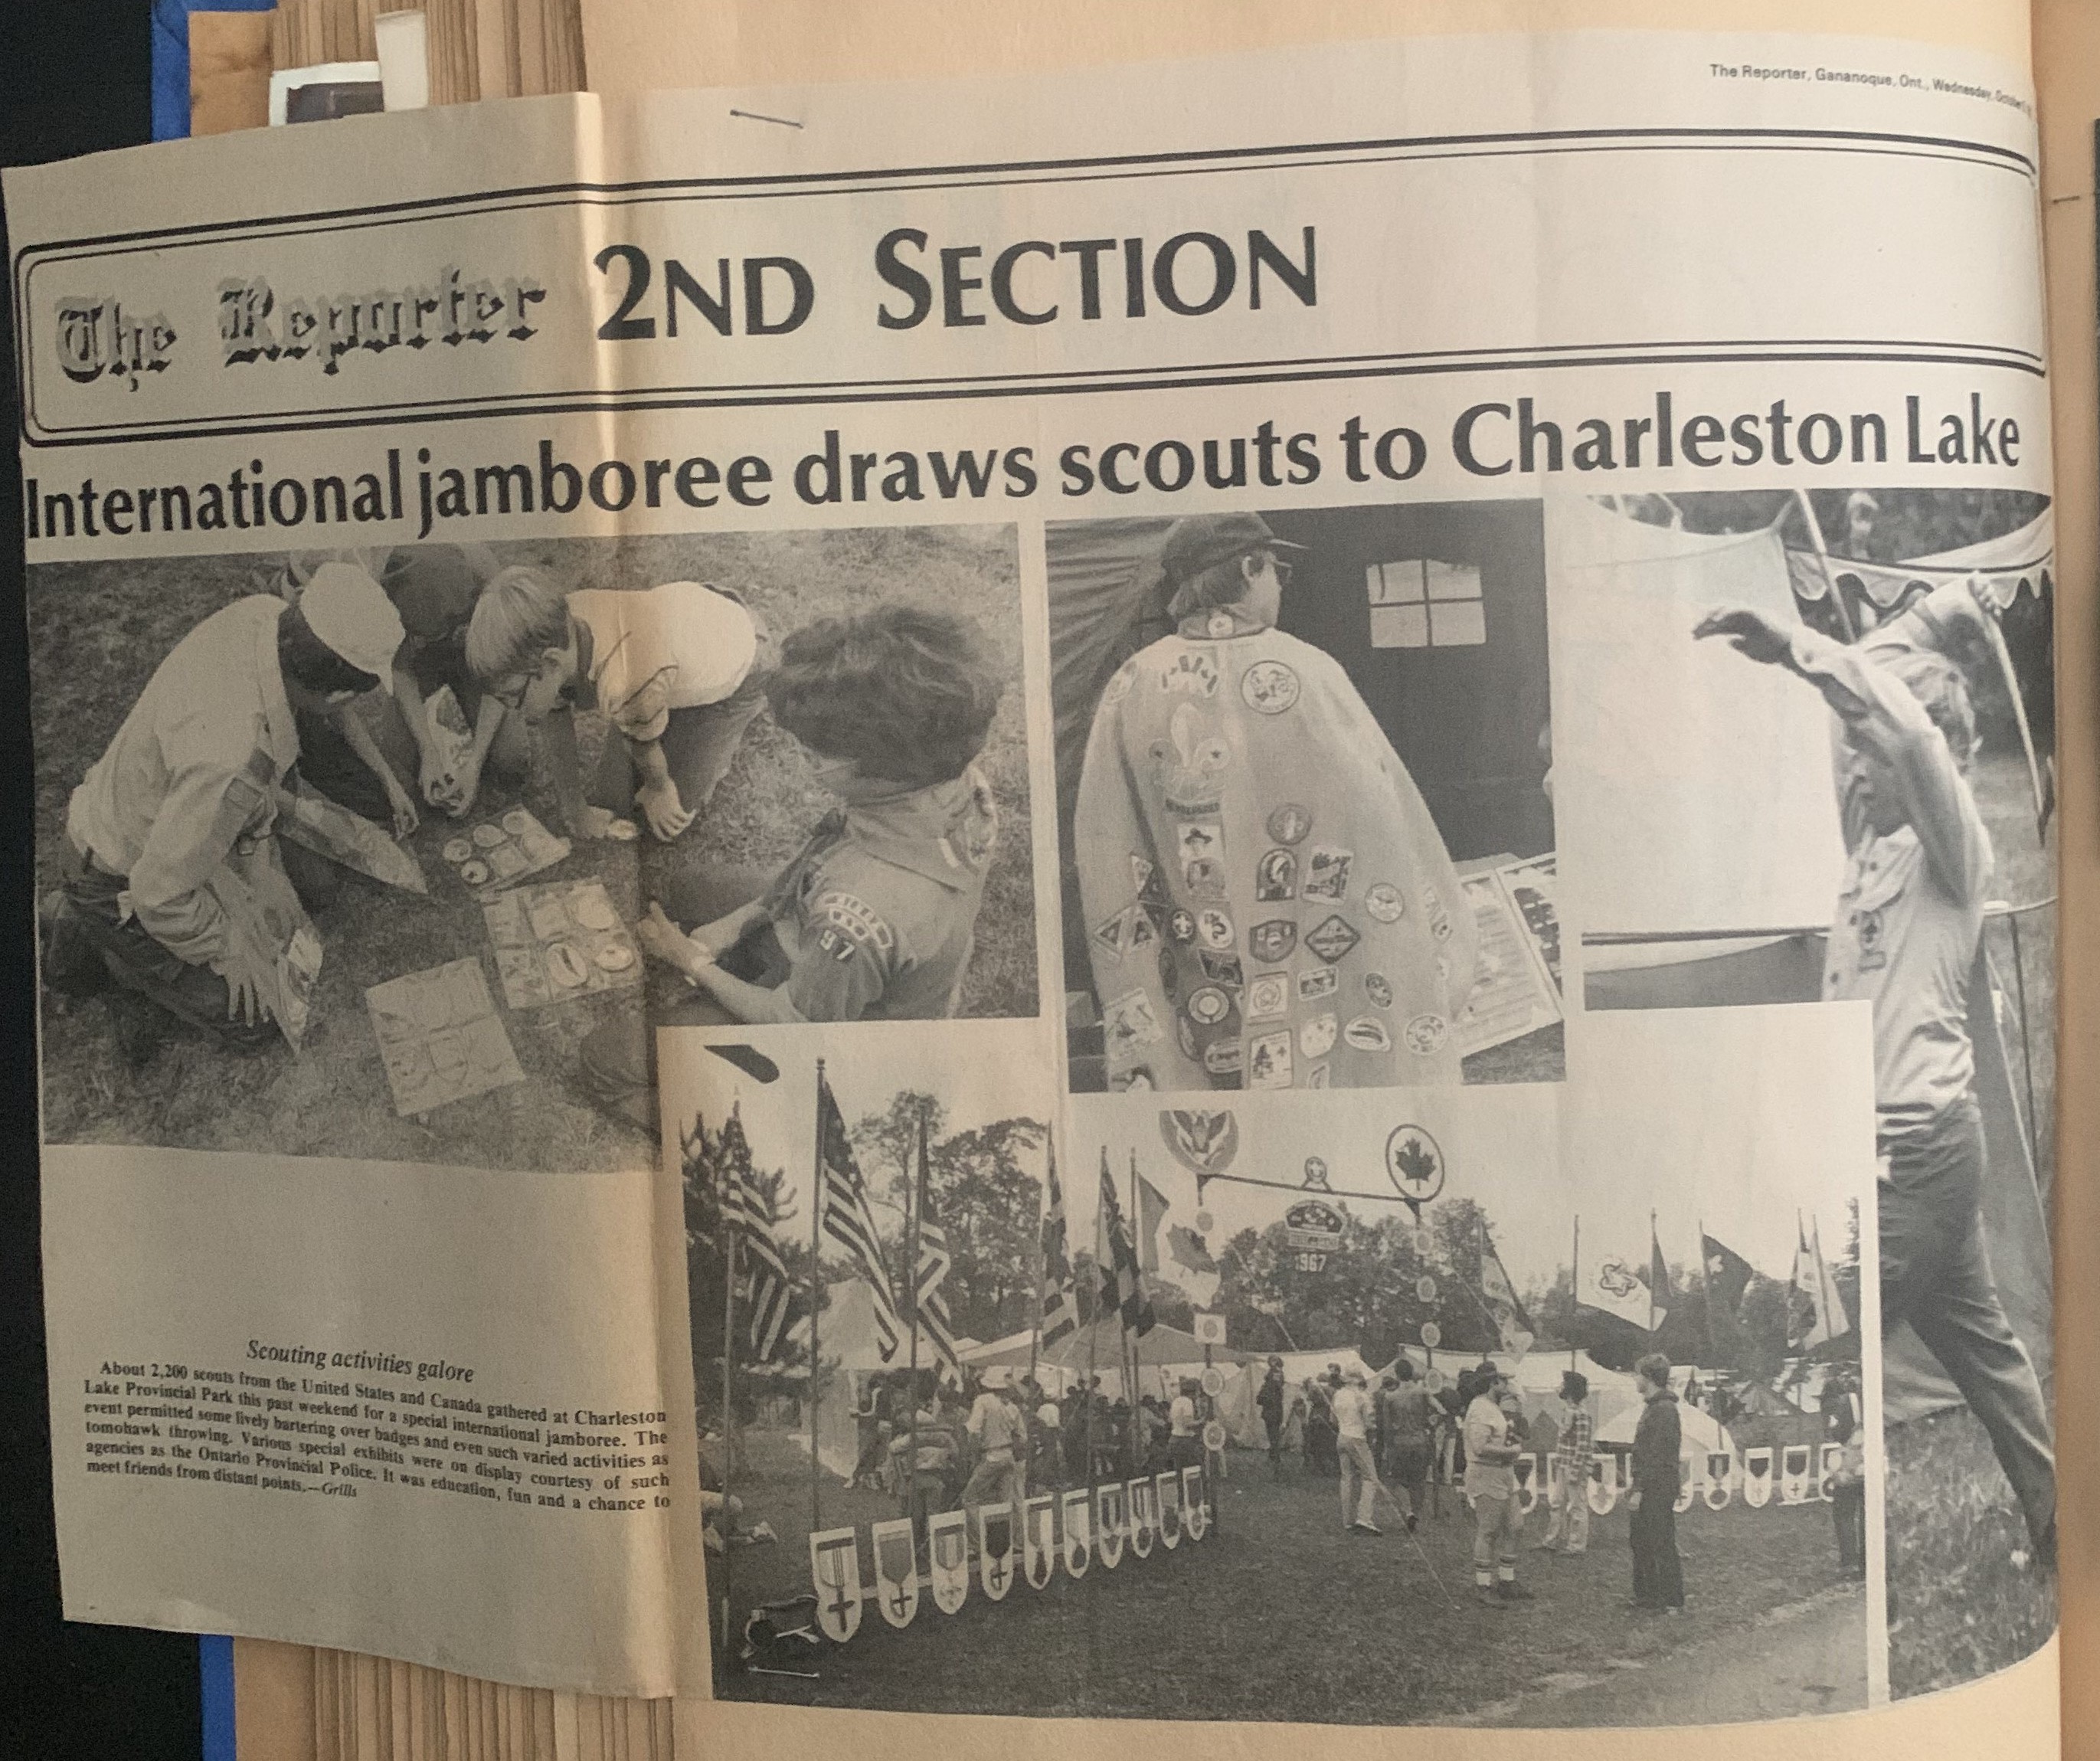 The Reporter, Gananoque, Ont., Wednesday, October
The Reporter 2ND SECTION
International jamboree draws scouts to Charleston Lake
97
1967
Scouting activities galore
About 2,200 scouts from the United States and Canada gathered at Charleston
Lake Provincial Park this past weekend for a special international jamboree. The
event permitted some lively bartering over badges and even such varied activities as
tomohawk throwing. Various special exhibits were on display courtesy of such
agencies as the Ontario Provincial Police. It was education, fun and a chance to
meet friends from distant points.—Grills